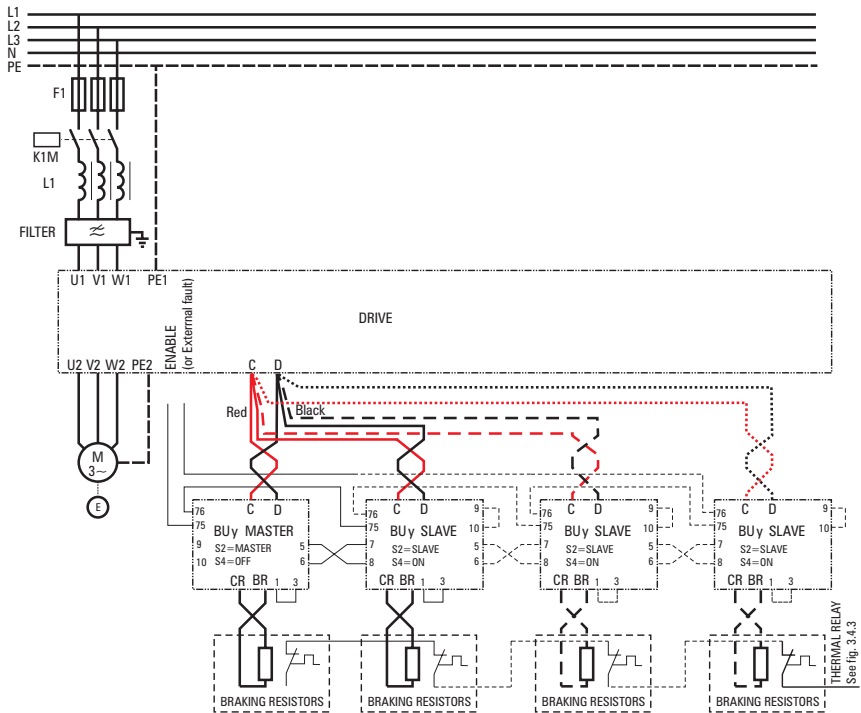 L1
L2
L3
N
PE
F1
K1M
L1
FILTER
≈
U1 V1 W1 PE1
ENABLE
(or Exterrnal fault)
DRIVE
U2 V2 W2 PE2
C D
Red
Black
M
3~
E
C D
76
75
BUy MASTER
9
S2=MASTER
5
10
S4=OFF
6
CR BR 1 3
C D
76
75
9
10
BUy SLAVE
7
S2=SLAVE
5
8
S4=ON
6
CR BR 1 3
C D
76
75
9
10
BUy SLAVE
7
S2=SLAVE
5
8
S4=ON
6
CR BR 1 3
C D
76
75
9
10
BUy SLAVE
7
S2=SLAVE
8
S4=ON
CR BR 1 3
BRAKING RESISTORS
BRAKING RESISTORS
BRAKING RESISTORS
BRAKING RESISTORS
THERMAL RELAY
See fig. 3.4.3